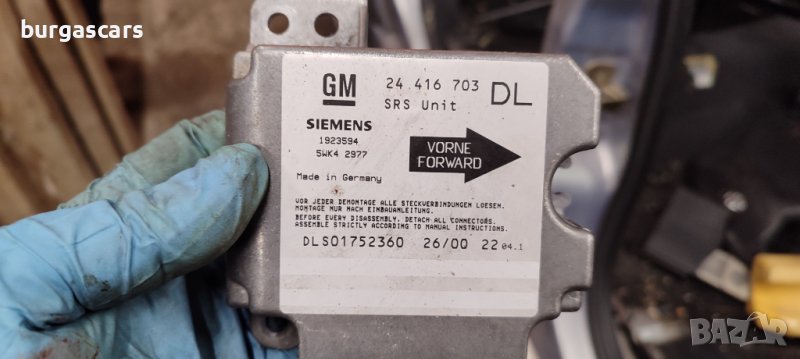 burgascars
GM
24 416 703
DL
SRS Unit
SIEMENS
1923594
5WK4 2977
VORNE
FORWARD
Made in Germany
VOR JEDER DEMONTAGE ALLE STECKVERBINDUNGEN LOESEN.
MONTAGE NUR NACH EINBAUANLEITUNG.
BEFORE EVERY DISASSEMBLY, DETACH ALL CONNECTORS.
ASSEMBLE STRICTLY ACCORDING TO MANUAL INSTRUCTIONS.
DLS01752360 26/00 22 04.1
BAZAR
bg